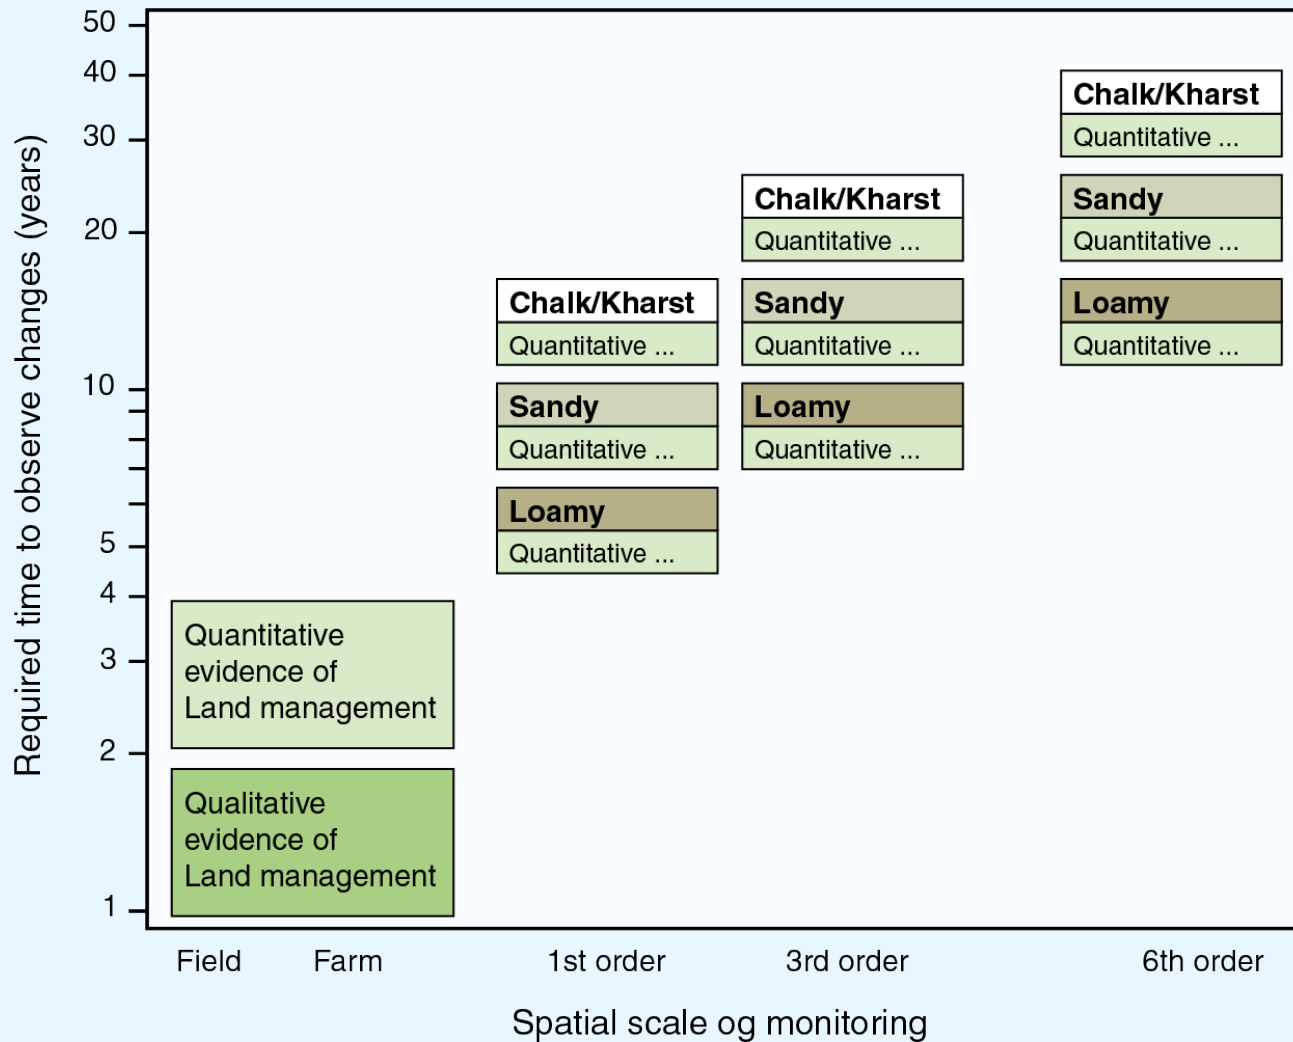 Required time to observe changes (years)
50
40
30
20
10
5
4
3
2
1
Chalk/Kharst
Quantitative ...
Sandy
Quantitative ...
Loamy
Quantitative ...
Chalk/Kharst
Quantitative ...
Sandy
Quantitative ...
Loamy
Quantitative ...
Chalk/Kharst
Quantitative ...
Sandy
Quantitative ...
Loamy
Quantitative ...
Quantitative
evidence of
Land management
Qualitative
evidence of
Land management
Field Farm 1st order 3rd order 6th order
Spatial scale og monitoring